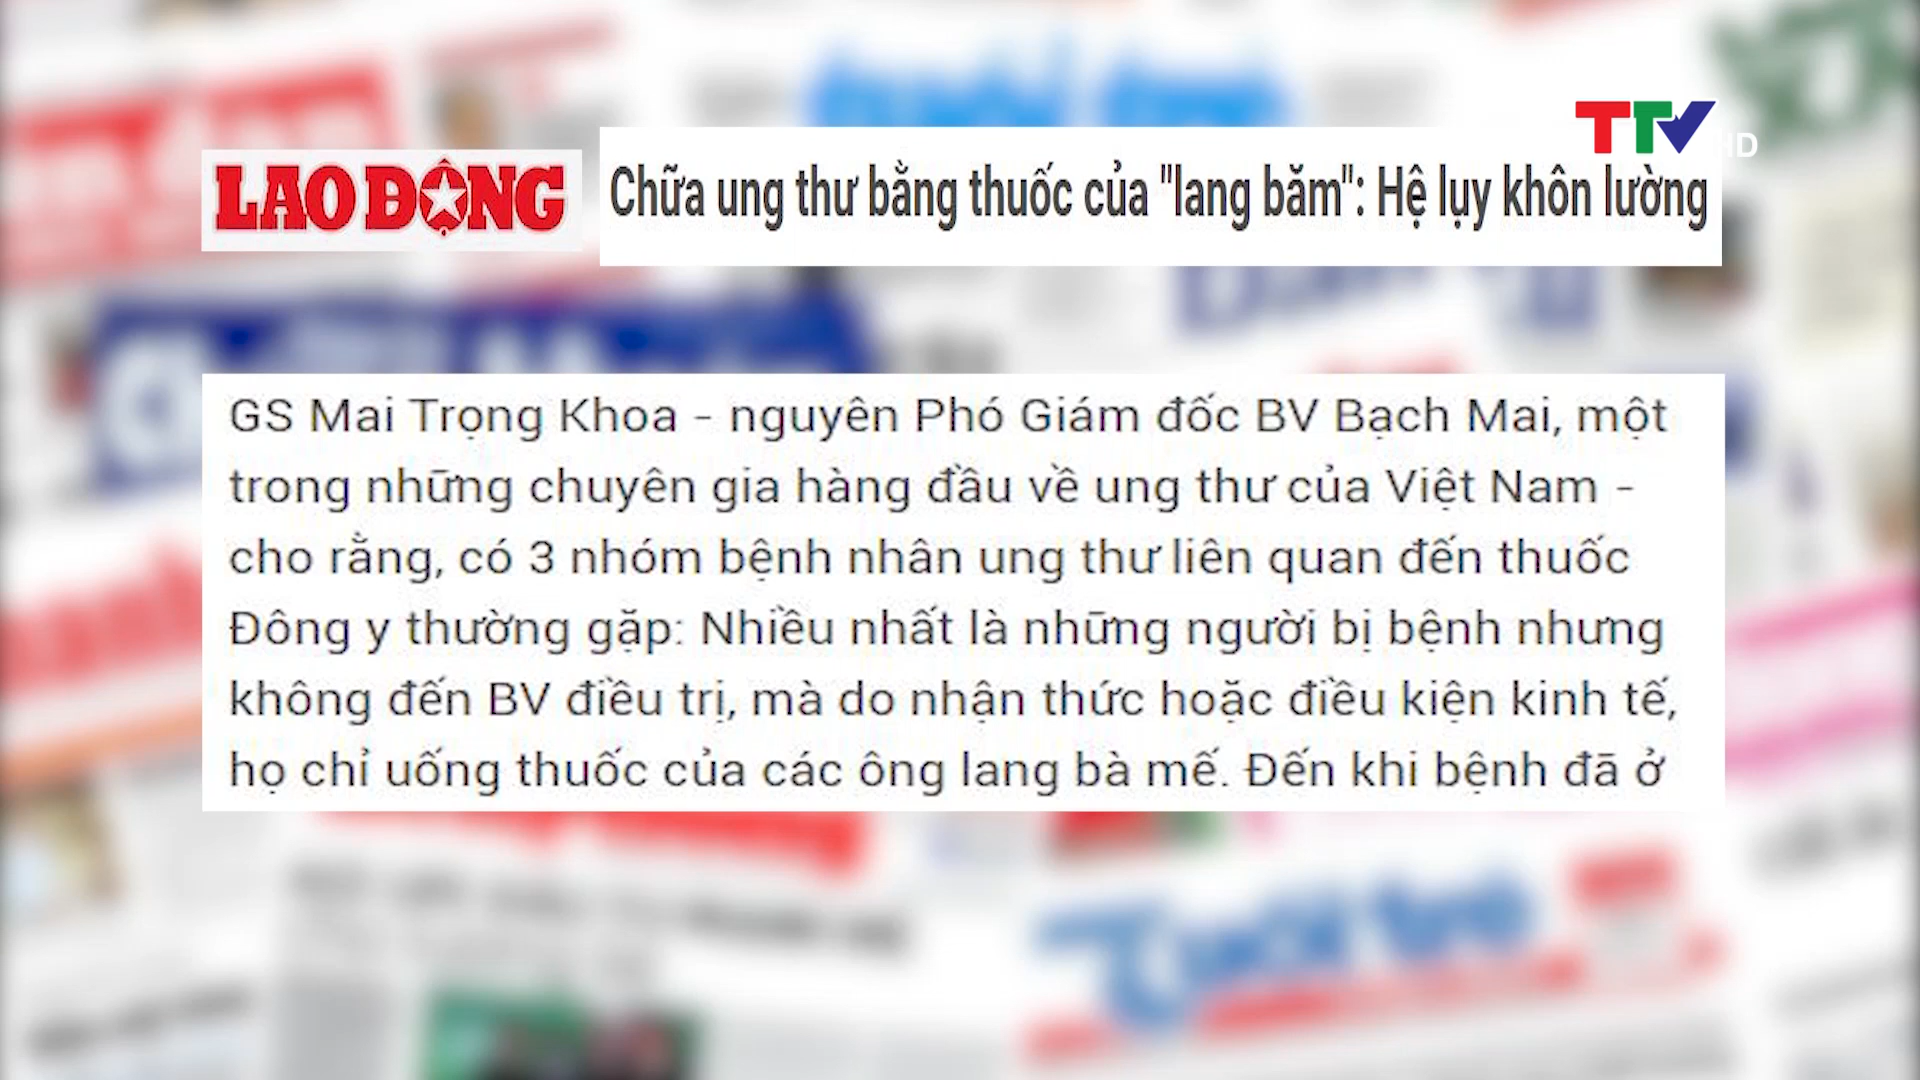 TTV HD
LAO ĐỘNG
Chữa ung thư bằng thuốc của "lang băm": Hệ lụy khôn lường
GS Mai Trọng Khoa - nguyên Phó Giám đốc BV Bạch Mai, một
trong những chuyên gia hàng đầu về ung thư của Việt Nam -
cho rằng, có 3 nhóm bệnh nhân ung thư liên quan đến thuốc
Đông y thường gặp: Nhiều nhất là những người bị bệnh nhưng
không đến BV điều trị, mà do nhận thức hoặc điều kiện kinh tế,
họ chỉ uống thuốc của các ông lang bà mế. Đến khi bệnh đã ở